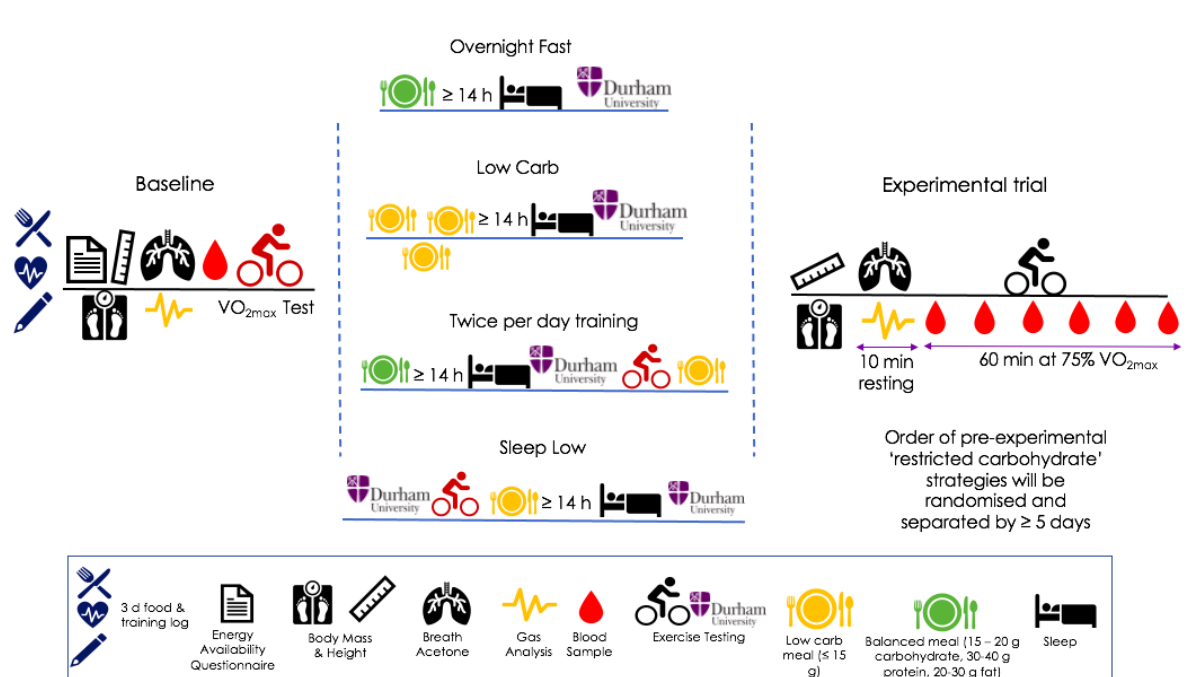 Overnight Fast
≥ 14 h
Durham
University
Low Carb
≥ 14 h
Durham
University
Baseline
VO2max Test
Twice per day training
≥ 14 h
Durham
University
Sleep Low
Durham
University
≥ 14 h
Durham
University
Experimental trial
10 min
resting
60 min at 75% VO2max
Order of pre-experimental
‘restricted carbohydrate’
strategies will be
randomised and
separated by ≥ 5 days
3 d food &
training log
Energy
Availability
Questionnaire
Body Mass
& Height
Breath
Acetone
Gas
Analysis
Blood
Sample
Durham
University
Exercise Testing
Low carb
meal (≤ 15
g)
Balanced meal (15 – 20 g
carbohydrate, 30-40 g
protein, 20-30 g fat)
Sleep